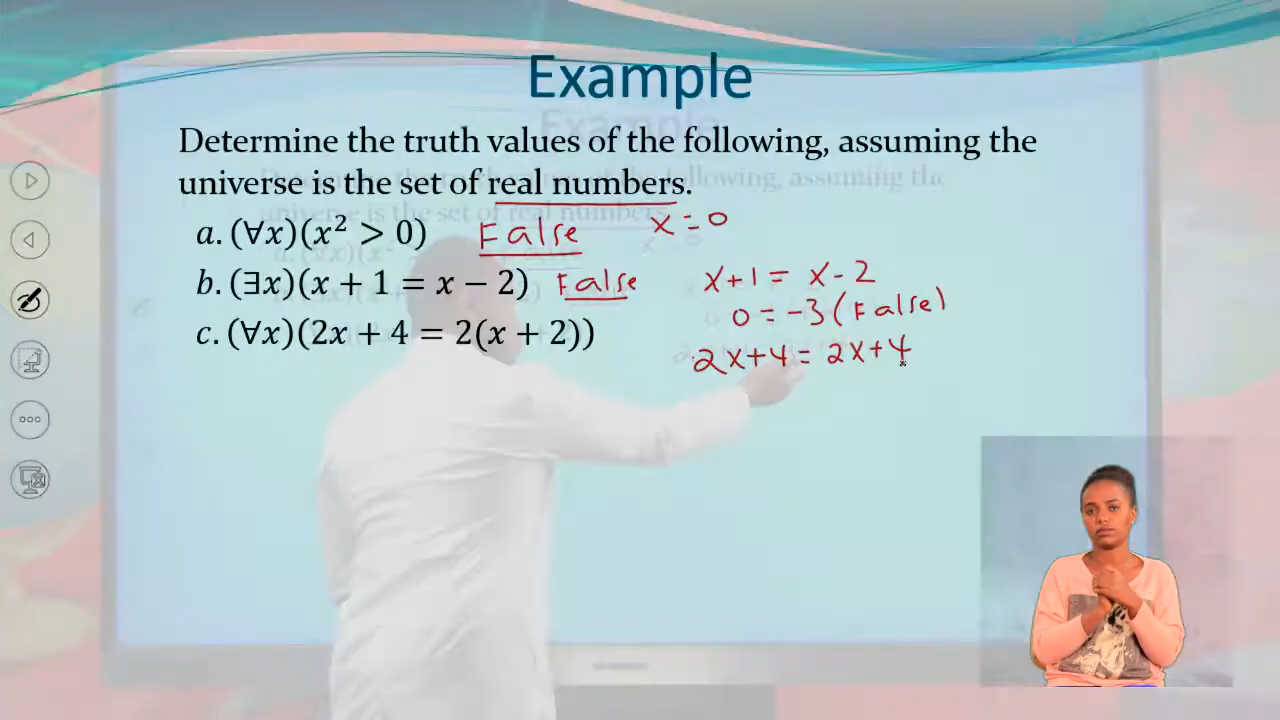 Example
Determine the truth values of the following, assuming the
universe is the set of real numbers.
a. (∀x)(x² > 0) False x = 0
b. (∃x)(x + 1 = x − 2) False x+1 = x-2
0 = -3 (False)
c. (∀x)(2x + 4 = 2(x + 2))
2x+4 = 2x+4